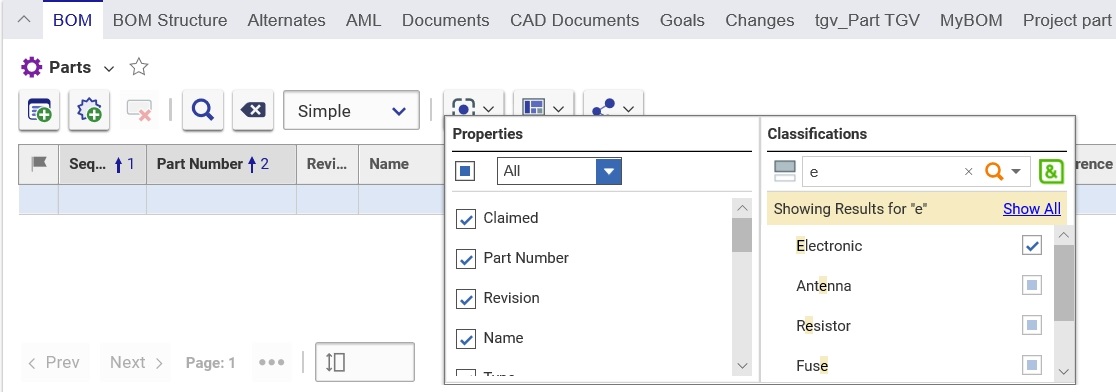 BOM BOM Structure Alternates AML Documents CAD Documents Goals Changes tgv_Part TGV MyBOM Project part
Parts
Simple
Properties Classifications
All e &
Seq... 1 Part Number 2 Revi... Name rence
Showing Results for "e" Show All
Claimed
Electronic
Part Number
Antenna
Revision
Resistor
Name
Fuse
Prev Next Page: 1 •••